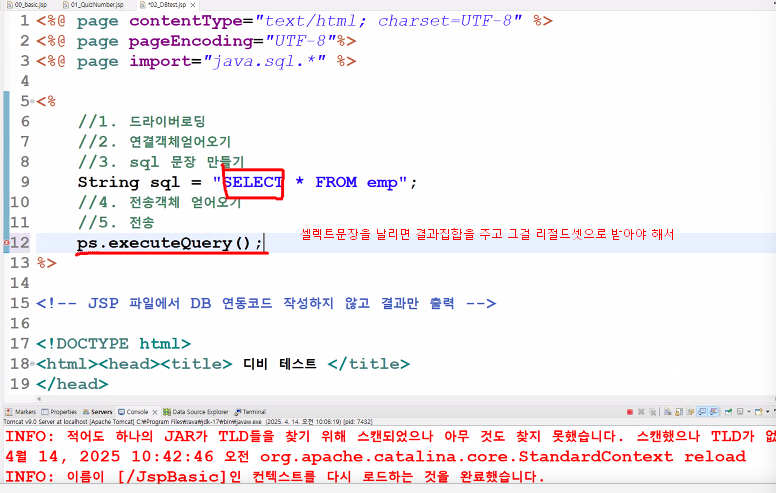 00_basic.jsp 01_QuizNumber.jsp *02_DBtest.jsp
1 <%@ page contentType="text/html; charset=UTF-8" %>
2 <%@ page pageEncoding="UTF-8"%>
3 <%@ page import="java.sql.*" %>
4
5 <%
6 //1. 드라이버로딩
7 //2. 연결객체얻어오기
8 //3. sql 문장 만들기
9 String sql = "SELECT * FROM emp";
10 //4. 전송객체 얻어오기
11 //5. 전송
12 ps.executeQuery(); 셀렉트문장을 날리면 결과집합을 주고 그걸 리절트셋으로 받아야 해서
13 %>
14
15 <!-- JSP 파일에서 DB 연동코드 작성하지 않고 결과만 출력 -->
16
17 <!DOCTYPE html>
18 <html><head><title> 디비 테스트 </title>
19 </head>
Markers Properties Servers Console Data Source Explorer Terminal
Tomcat v9.0 Server at localhost [Apache Tomcat] C:₩Program Files₩Java₩jdk-17₩bin₩javaw.exe (2025. 4. 14. 오전 10:06:19) [pid: 7432]
INFO: 적어도 하나의 JAR가 TLD들을 찾기 위해 스캔되었으나 아무 것도 찾지 못했습니다. 스캔했으나 TLD가 없
4월 14, 2025 10:42:46 오전 org.apache.catalina.core.StandardContext reload
INFO: 이름이 [/JspBasic]인 컨텍스트를 다시 로드하는 것을 완료했습니다.